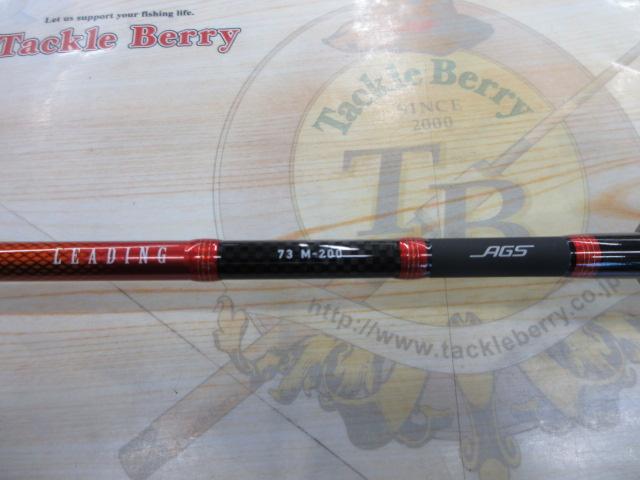 Let us support your fishing life.
Tackle Berry
Tackle Berry
SINCE
2000
TB
LEADING
73 M-200
AGS
http://www.tackleberry.co.jp